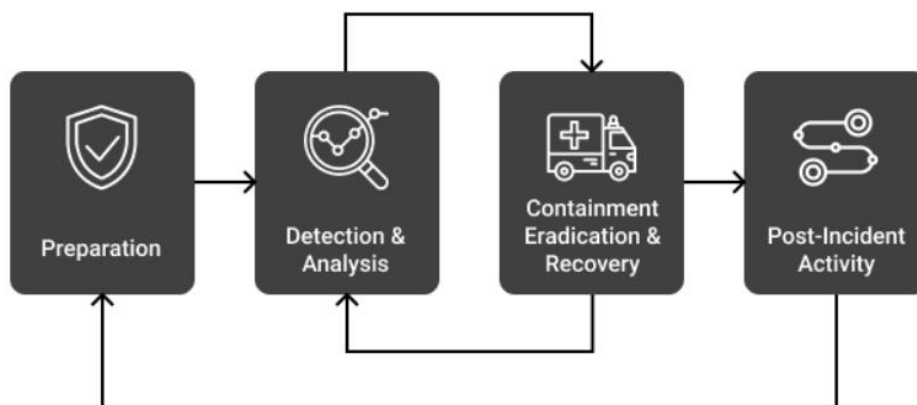 Preparation
Detection &
Analysis
Containment
Eradication &
Recovery
Post-Incident
Activity